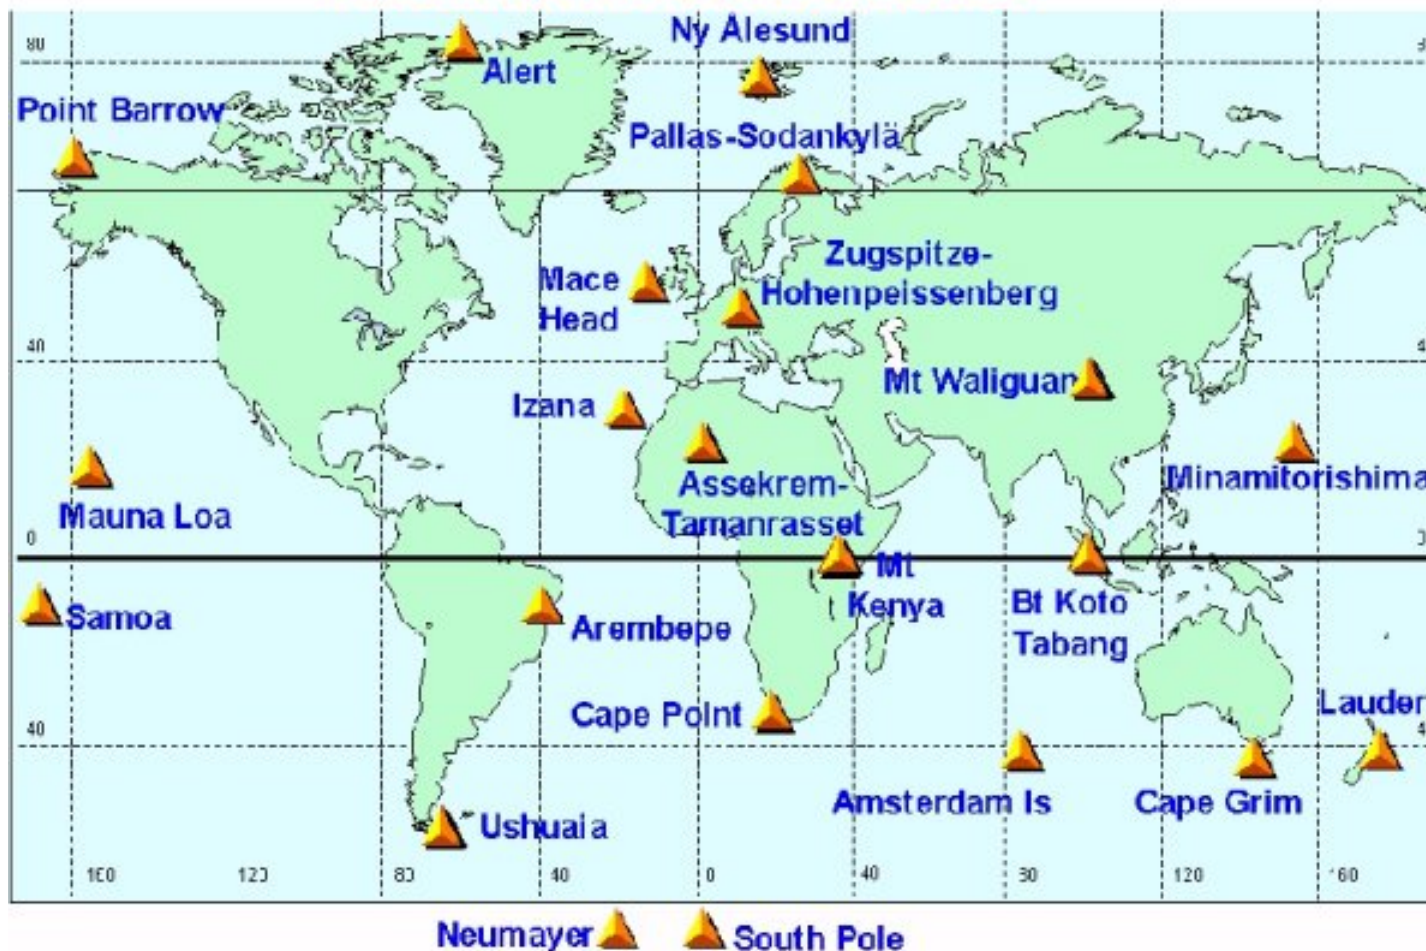 Ny Alesund
80
Alert
Point Barrow
Pallas-Sodankylä
Zugspitze-
Hohenpeissenberg
Mace
Head
40
Mt Waliguan
Izana
Assekrem-
Tamanrasset
Minamitorishima
Mauna Loa
0
Mt
Kenya
Bt Koto
Tabang
Samoa
Arembepe
Cape Point
Lauder
40
Amsterdam Is
Cape Grim
Ushuaia
160 120 80 40 0 40 80 120 160
Neumayer South Pole